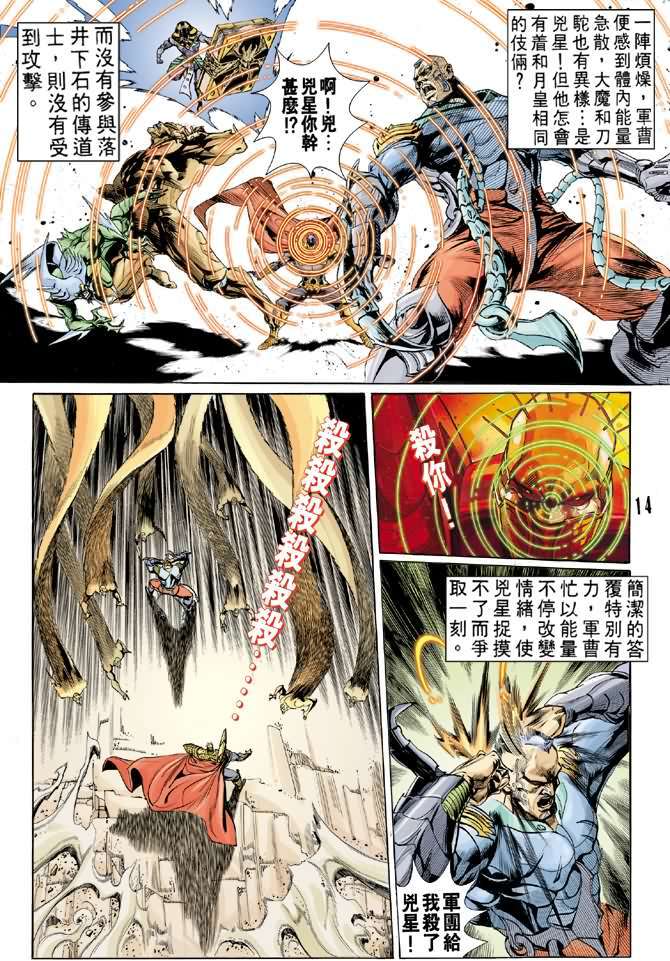 一陣煩燥，軍曹
便感到體內能量
急散，大魔和刀
駝也有異樣…是
兇星！但他怎會
有着和月皇相同
的伎倆？
啊！兇…
兇星你幹
甚麼！？
而沒有參與落
井下石的傳道
士，則沒有受
到攻擊。
殺你！
14
簡潔的答
覆特別有
力，軍曹
忙以能量
不停改變
情緒，使
兇星捉摸
不了而爭
取一刻。
殺殺殺殺殺殺殺……
軍團給
我殺了
兇星！